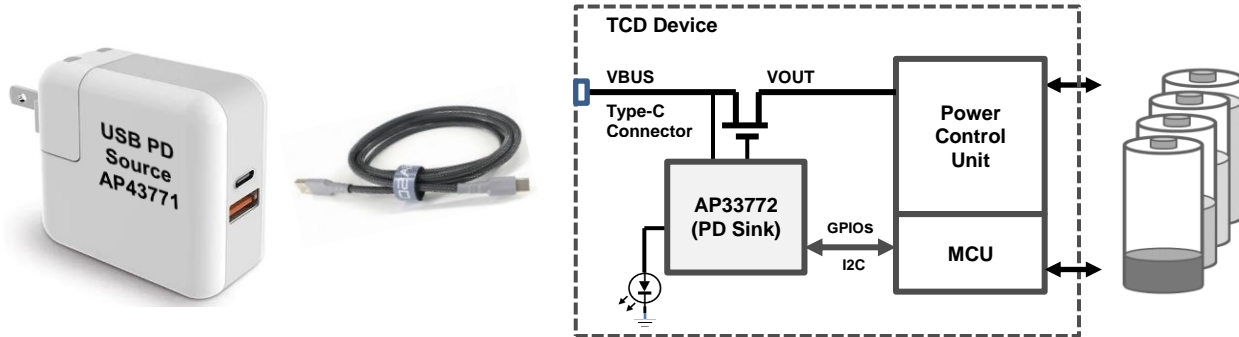 USB PD
Source
AP43771
TCD Device
VBUS
VOUT
Type-C
Connector
Power
Control
Unit
AP33772
(PD Sink)
GPIOs
I2C
MCU